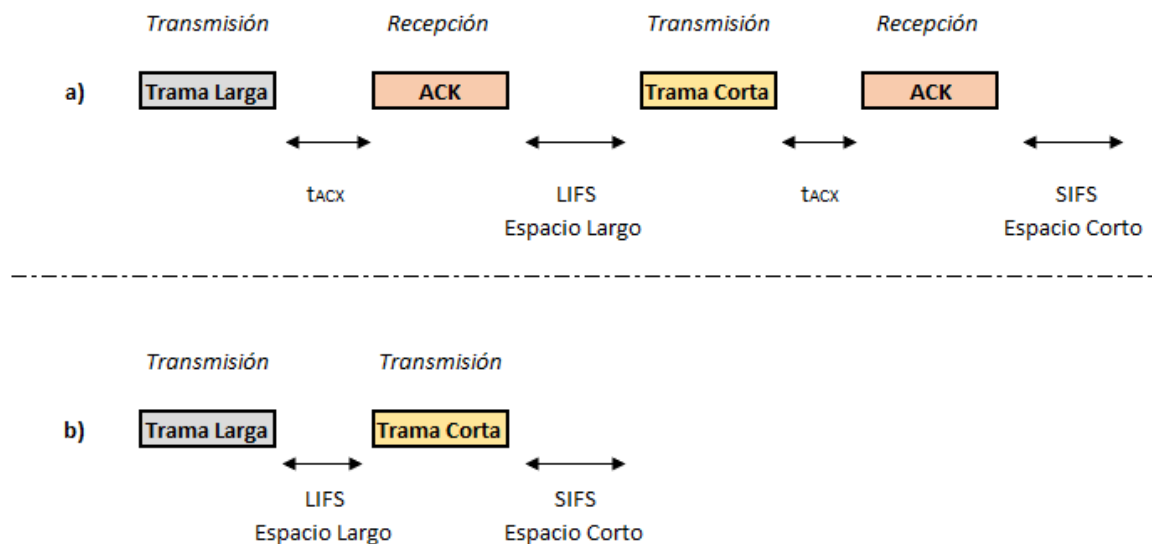 Transmisión Recepción Transmisión Recepción
a) Trama Larga ACK Trama Corta ACK
tACX LIFS tACX SIFS
Espacio Largo Espacio Corto
Transmisión Transmisión
b) Trama Larga Trama Corta
LIFS SIFS
Espacio Largo Espacio Corto